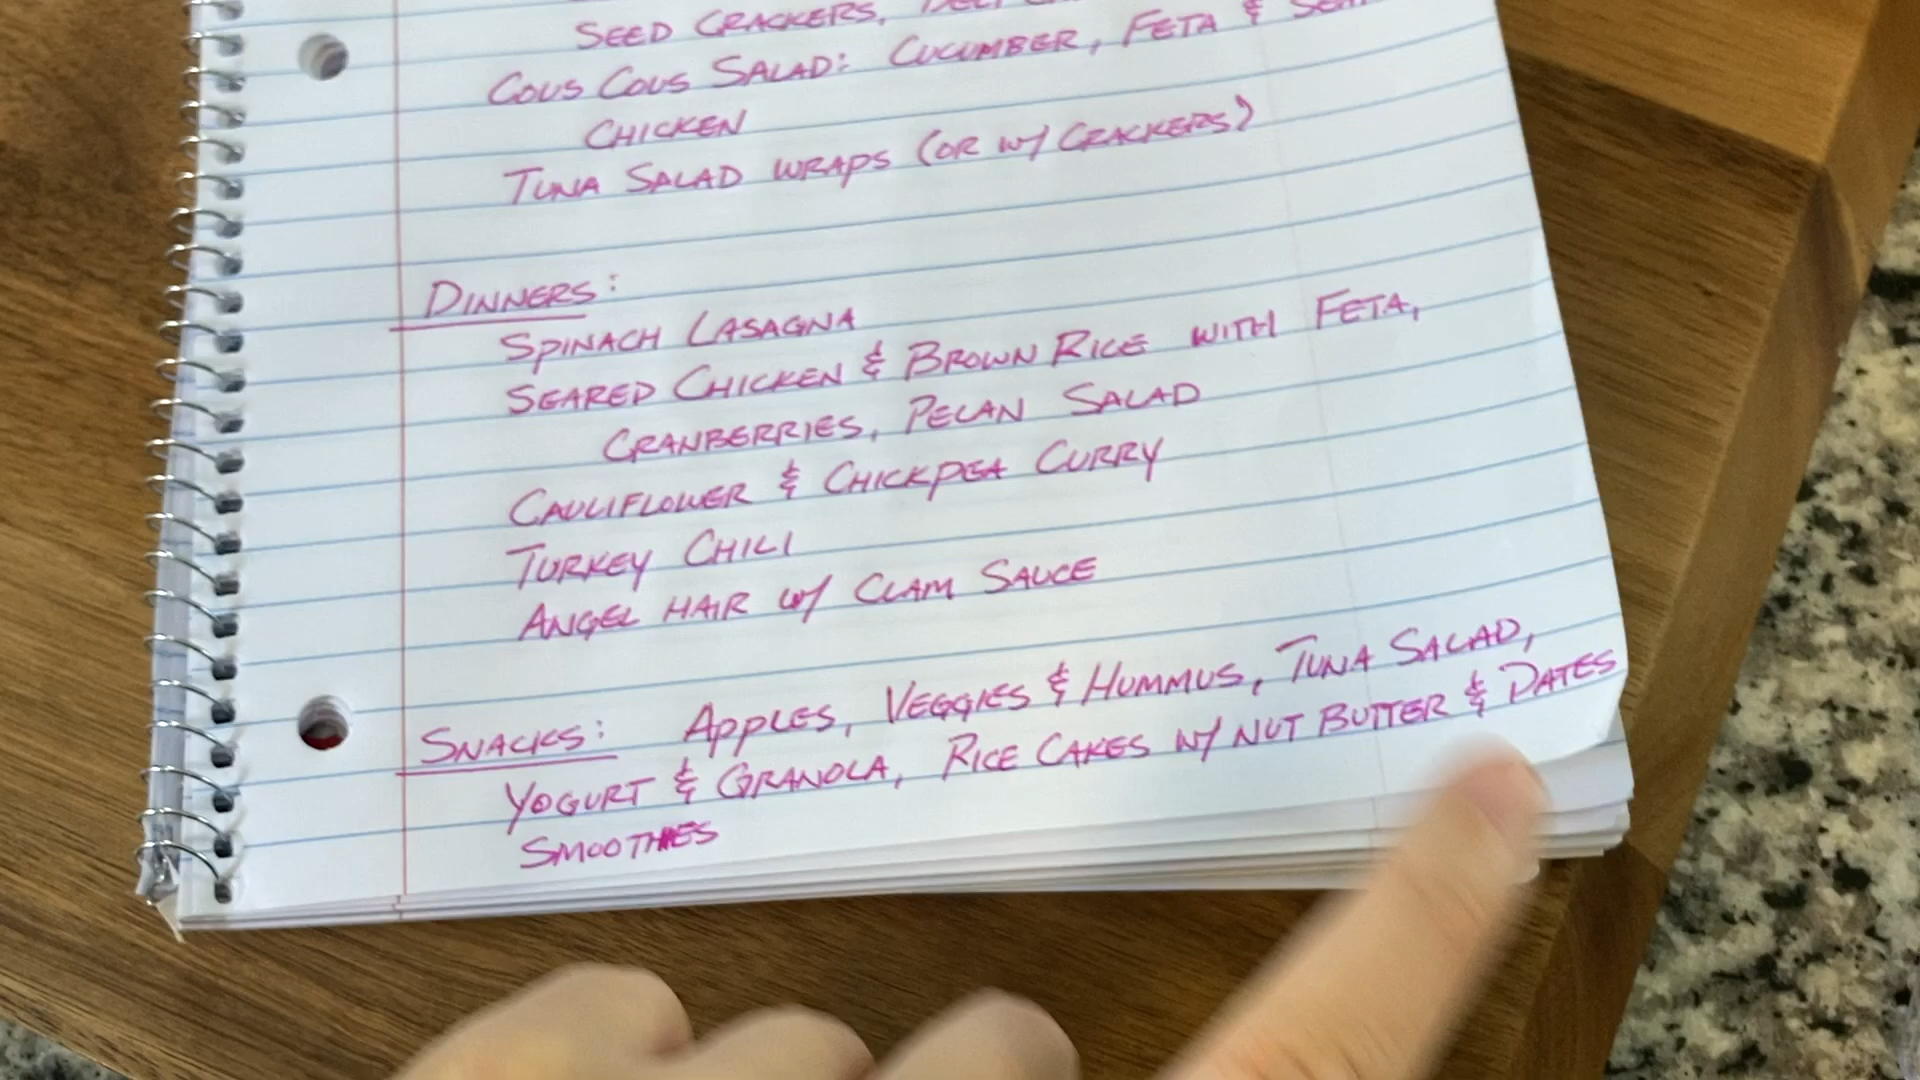 SEED CRACKERS,
COUS COUS SALAD: CUCUMBER, FETA &
CHICKEN
TUNA SALAD WRAPS (OR W/ CRACKERS)
DINNERS:
SPINACH LASAGNA
SEARED CHICKEN & BROWN RICE WITH FETA,
CRANBERRIES, PECAN SALAD
CAULIFLOWER & CHICKPEA CURRY
TURKEY CHILI
ANGEL HAIR W/ CLAM SAUCE
SNACKS: APPLES, VEGGIES & HUMMUS, TUNA SALAD,
YOGURT & GRANOLA, RICE CAKES W/ NUT BUTTER & DATES
SMOOTHIES